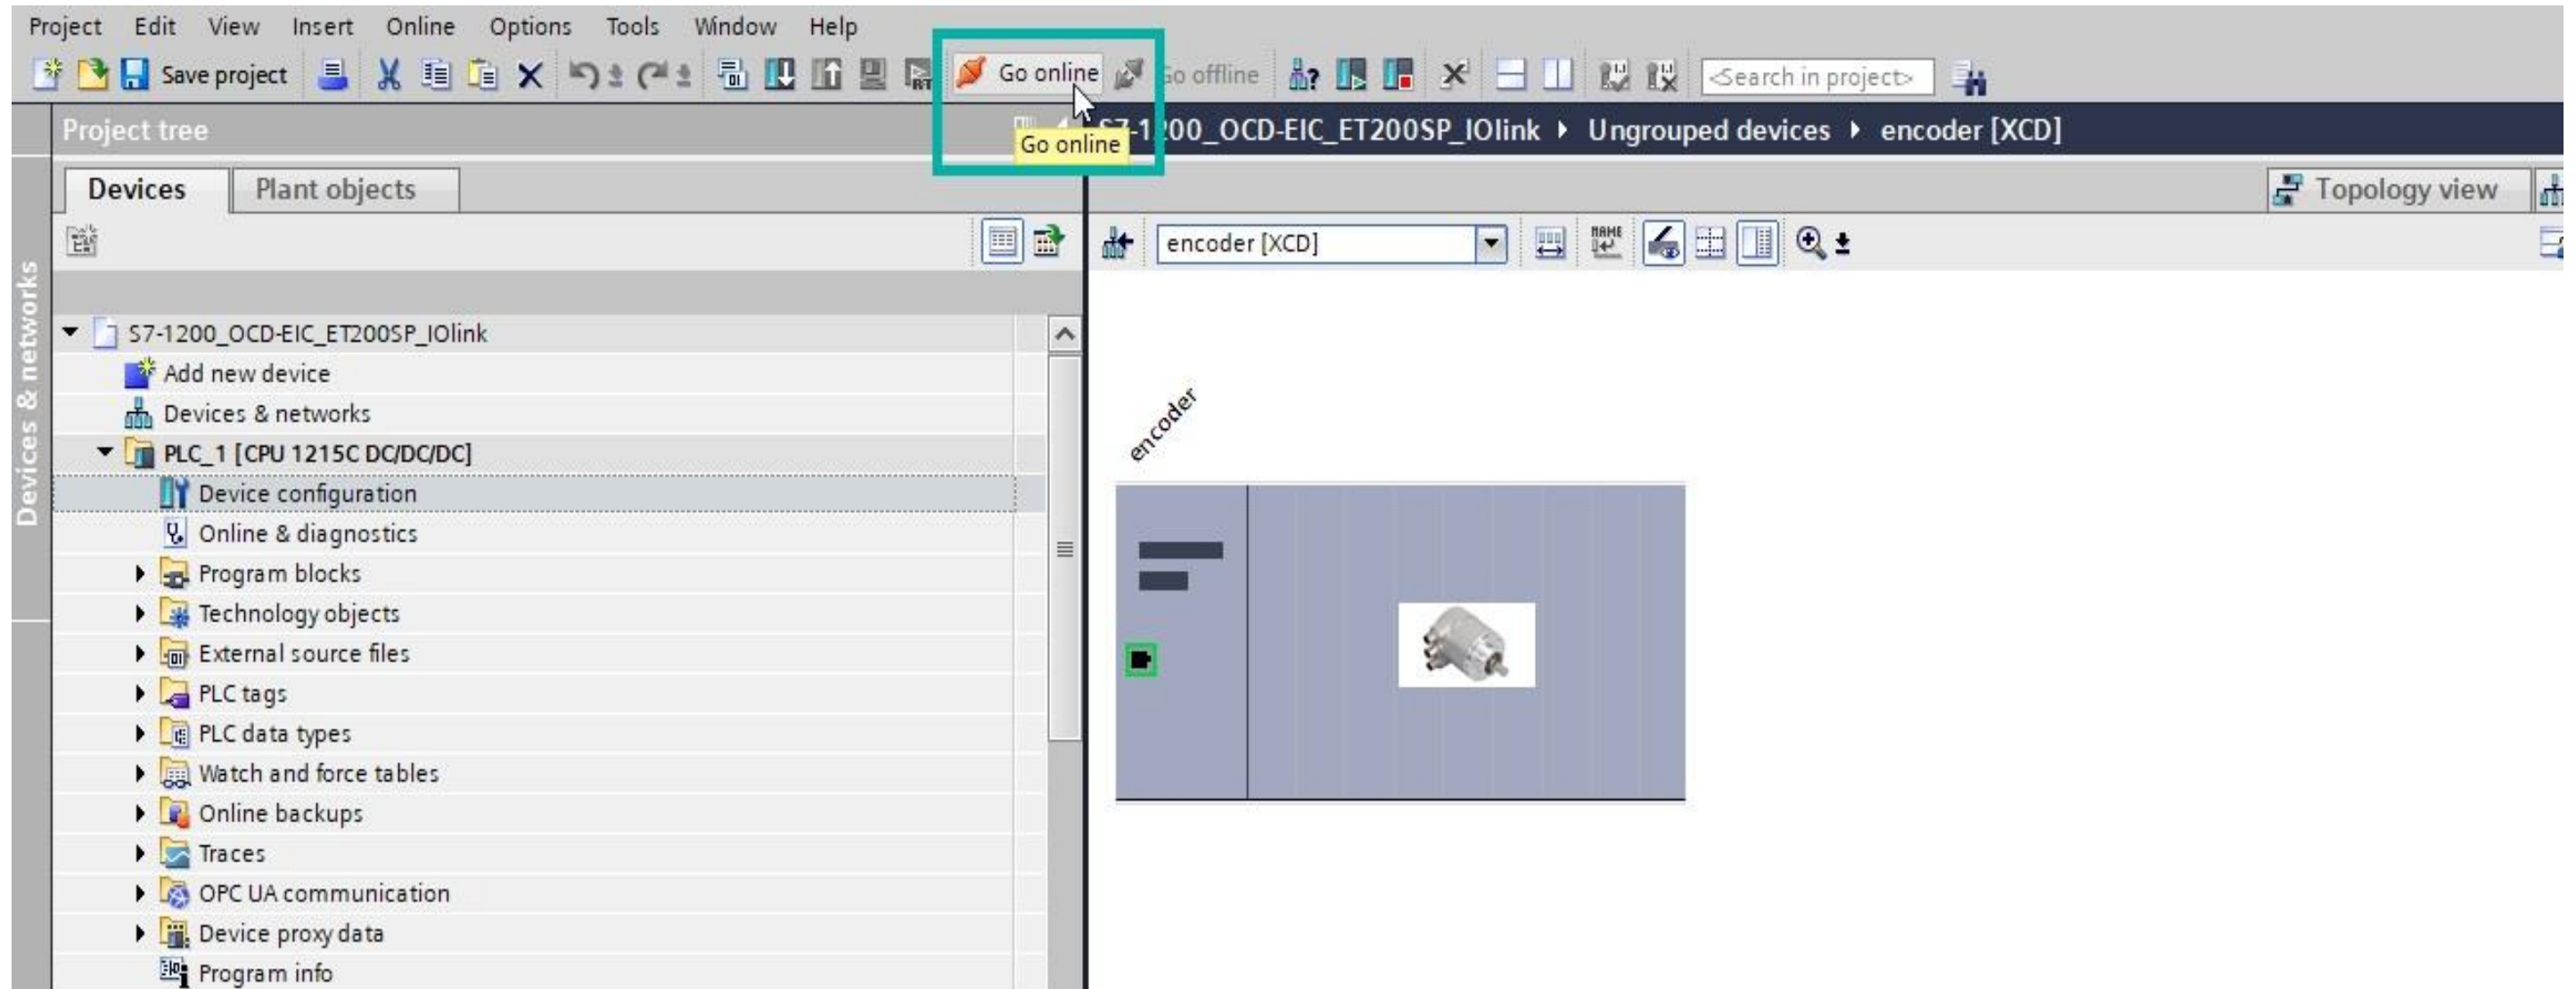 Project Edit View Insert Online Options Tools Window Help
Save project Go online Go offline <Search in project>
Project tree
S7-1200_OCD-EIC_ET200SP_IOlink ▸ Ungrouped devices ▸ encoder [XCD]
Go online
Devices Plant objects
Topology view
encoder [XCD]
NAME
Devices & networks
S7-1200_OCD-EIC_ET200SP_IOlink
Add new device
Devices & networks
PLC_1 [CPU 1215C DC/DC/DC]
Device configuration
Online & diagnostics
Program blocks
Technology objects
External source files
PLC tags
PLC data types
Watch and force tables
Online backups
Traces
OPC UA communication
Device proxy data
Program info
encoder